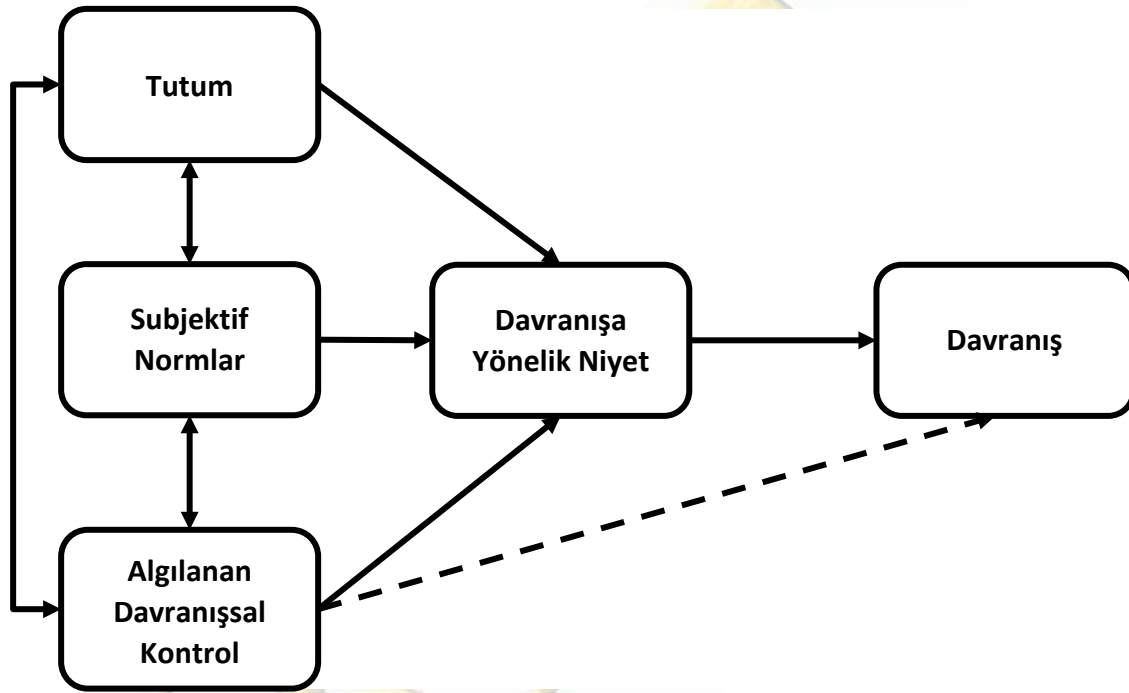 Tutum
Subjektif
Normlar
Davranışa
Yönelik Niyet
Davranış
Algılanan
Davranışsal
Kontrol